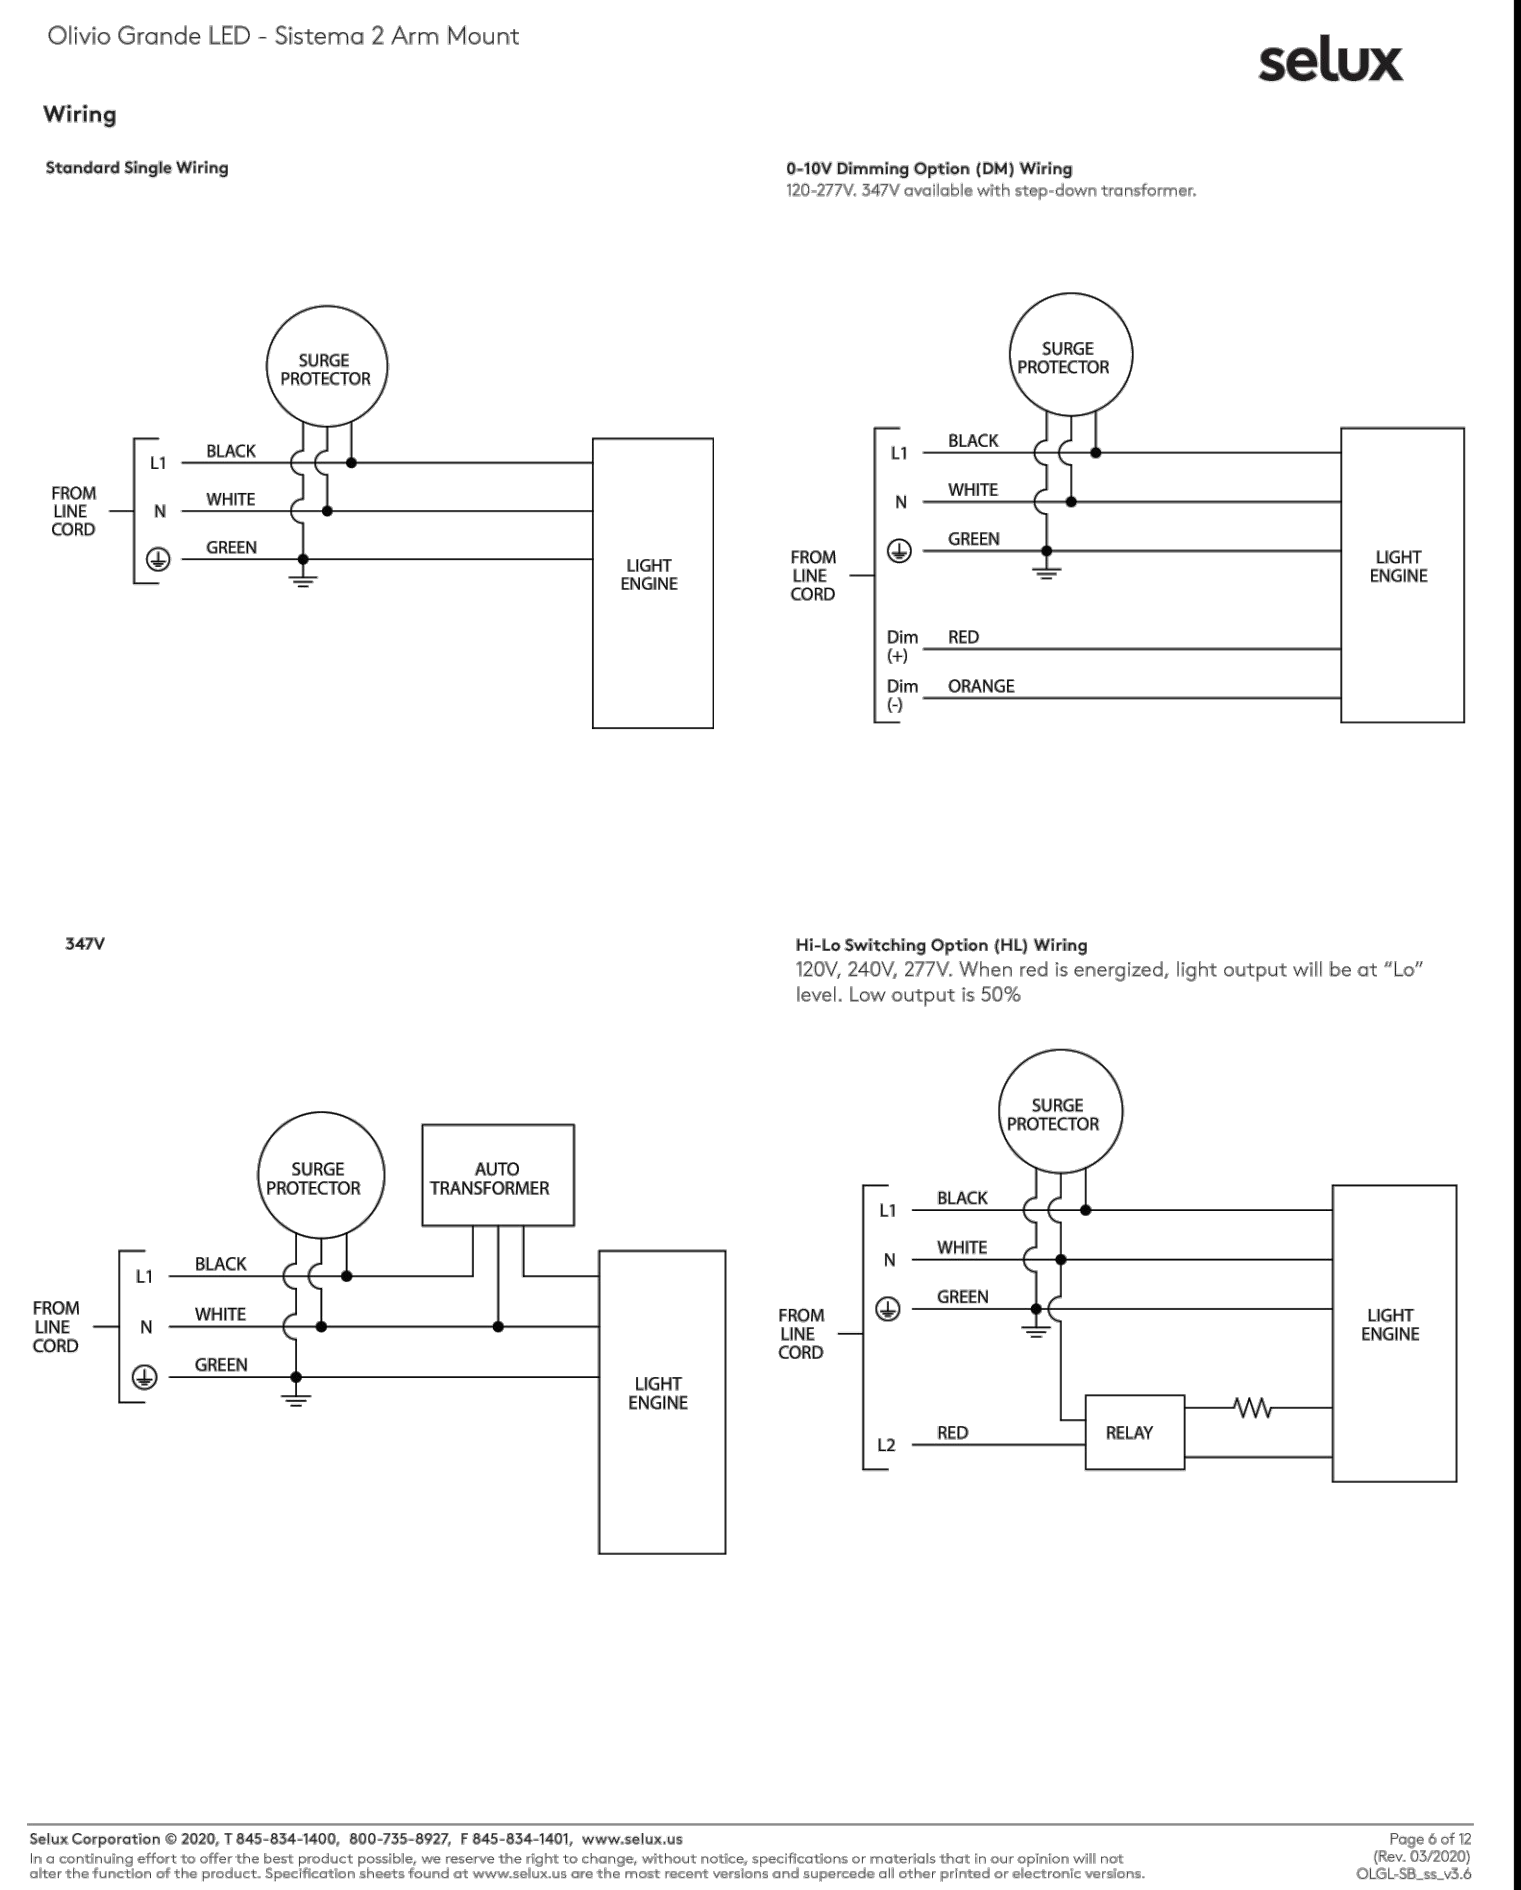 Olivio Grande LED - Sistema 2 Arm Mount
selux
Wiring
Standard Single Wiring
SURGE
PROTECTOR
BLACK
L1
WHITE
N
GREEN
FROM
LINE
CORD
LIGHT
ENGINE
0-10V Dimming Option (DM) Wiring
120-277V. 347V available with step-down transformer.
SURGE
PROTECTOR
BLACK
L1
WHITE
N
GREEN
FROM
LINE
CORD
Dim
(+)
RED
Dim
(-)
ORANGE
LIGHT
ENGINE
347V
SURGE
PROTECTOR
AUTO
TRANSFORMER
BLACK
L1
WHITE
N
GREEN
FROM
LINE
CORD
LIGHT
ENGINE
Hi-Lo Switching Option (HL) Wiring
120V, 240V, 277V. When red is energized, light output will be at “Lo”
level. Low output is 50%
SURGE
PROTECTOR
BLACK
L1
WHITE
N
GREEN
FROM
LINE
CORD
L2
RED
RELAY
LIGHT
ENGINE
Selux Corporation © 2020, T 845-834-1400, 800-735-8927, F 845-834-1401, www.selux.us
In a continuing effort to offer the best product possible, we reserve the right to change, without notice, specifications or materials that in our opinion will not
alter the function of the product. Specification sheets found at www.selux.us are the most recent versions and supercede all other printed or electronic versions.
Page 6 of 12
(Rev. 03/2020)
OLGL-SB_ss_v3.6